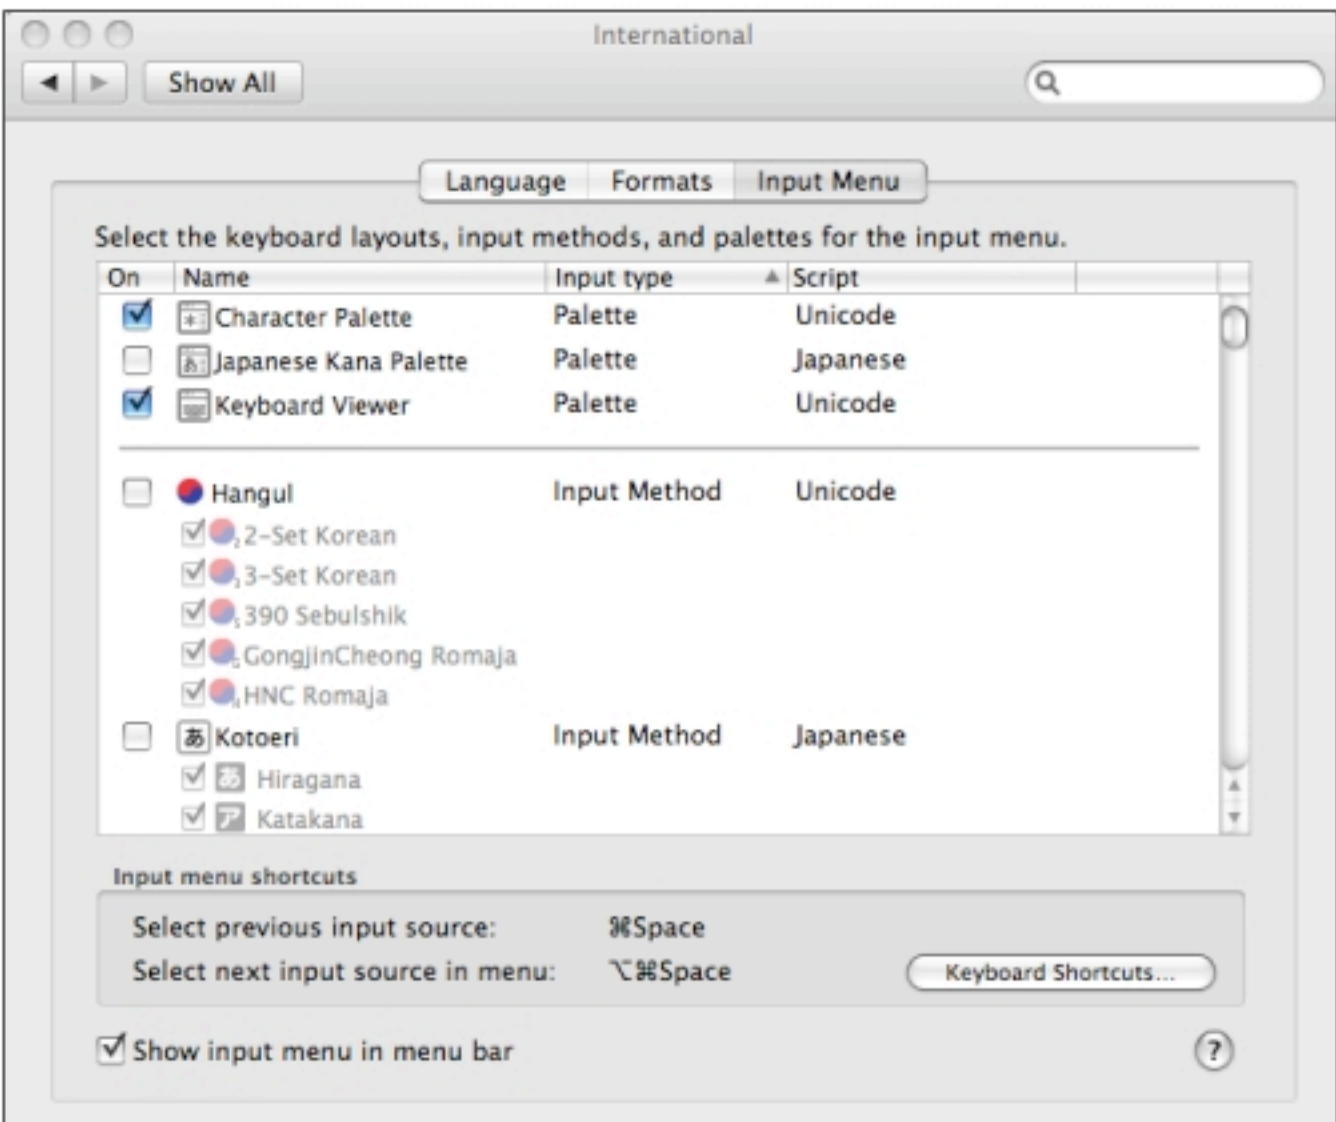 International
Show All
Language Formats Input Menu
Select the keyboard layouts, input methods, and palettes for the input menu.
On Name Input type Script
Character Palette Palette Unicode
あ Japanese Kana Palette Palette Japanese
Keyboard Viewer Palette Unicode
Hangul Input Method Unicode
2-Set Korean
3-Set Korean
390 Sebulshik
GongjinCheong Romaja
HNC Romaja
あ Kotoeri Input Method Japanese
あ Hiragana
ア Katakana
Input menu shortcuts
Select previous input source: ⌘Space
Select next input source in menu: ⌥⌘Space
Keyboard Shortcuts...
Show input menu in menu bar ?